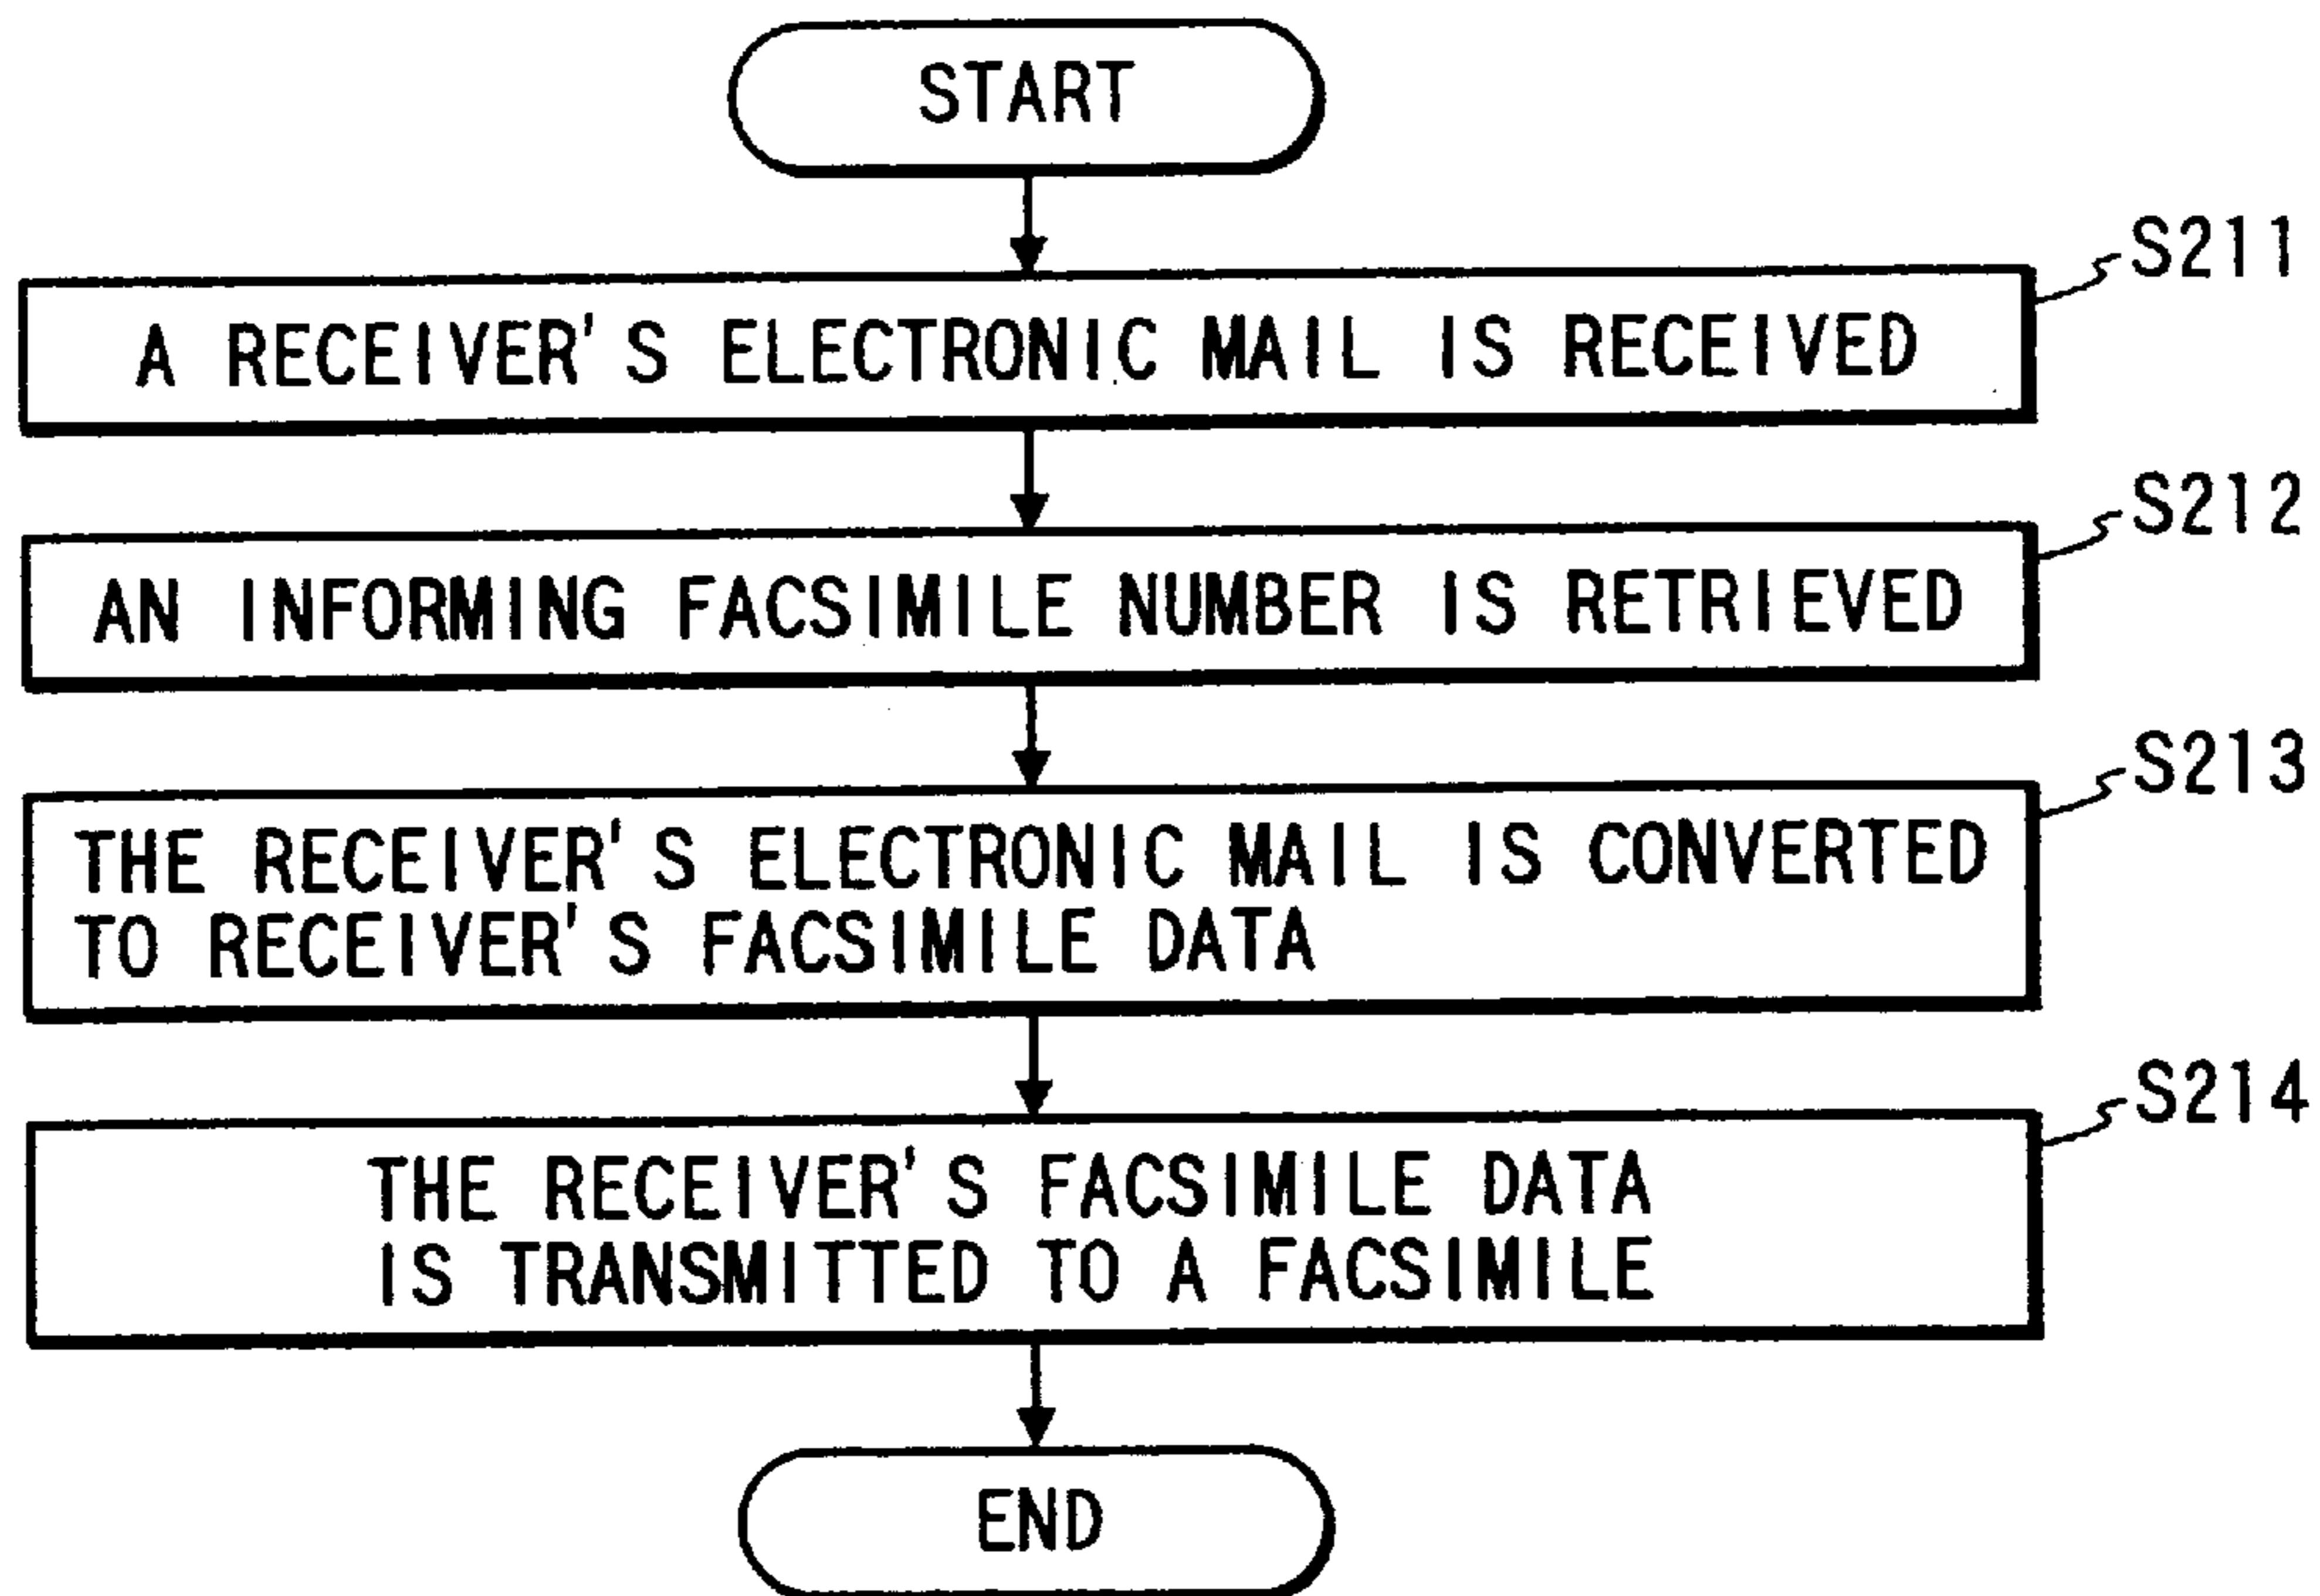 START
S211
A RECEIVER'S ELECTRONIC MAIL IS RECEIVED
S212
AN INFORMING FACSIMILE NUMBER IS RETRIEVED
S213
THE RECEIVER'S ELECTRONIC MAIL IS CONVERTED
TO RECEIVER'S FACSIMILE DATA
S214
THE RECEIVER'S FACSIMILE DATA
IS TRANSMITTED TO A FACSIMILE
END